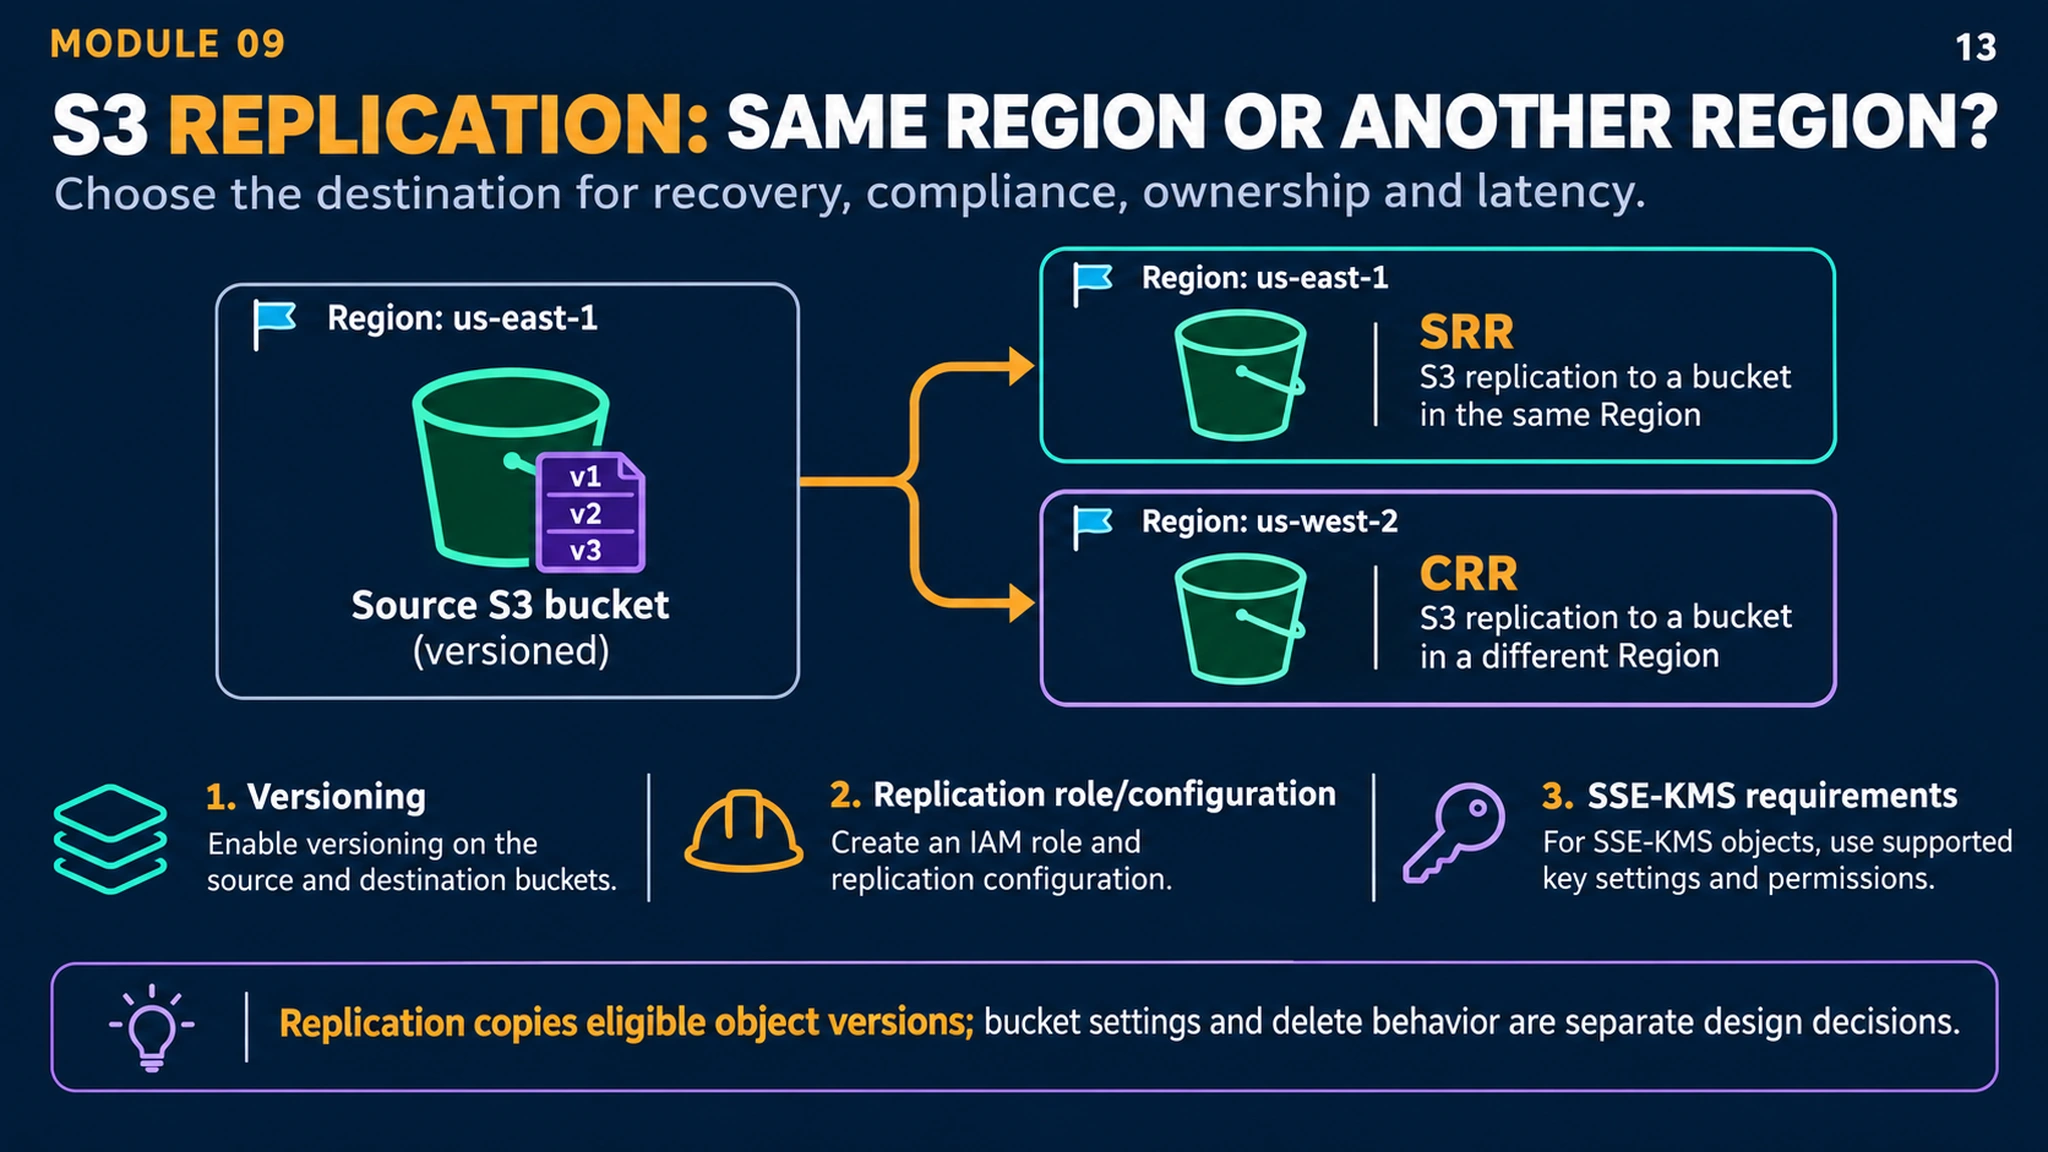 MODULE 09
13
S3 REPLICATION: SAME REGION OR ANOTHER REGION?
Choose the destination for recovery, compliance, ownership and latency.
Region: us-east-1
v1
v2
v3
Source S3 bucket
(versioned)
Region: us-east-1
SRR
S3 replication to a bucket
in the same Region
Region: us-west-2
CRR
S3 replication to a bucket
in a different Region
1. Versioning
Enable versioning on the
source and destination buckets.
2. Replication role/configuration
Create an IAM role and
replication configuration.
3. SSE-KMS requirements
For SSE-KMS objects, use supported
key settings and permissions.
Replication copies eligible object versions; bucket settings and delete behavior are separate design decisions.